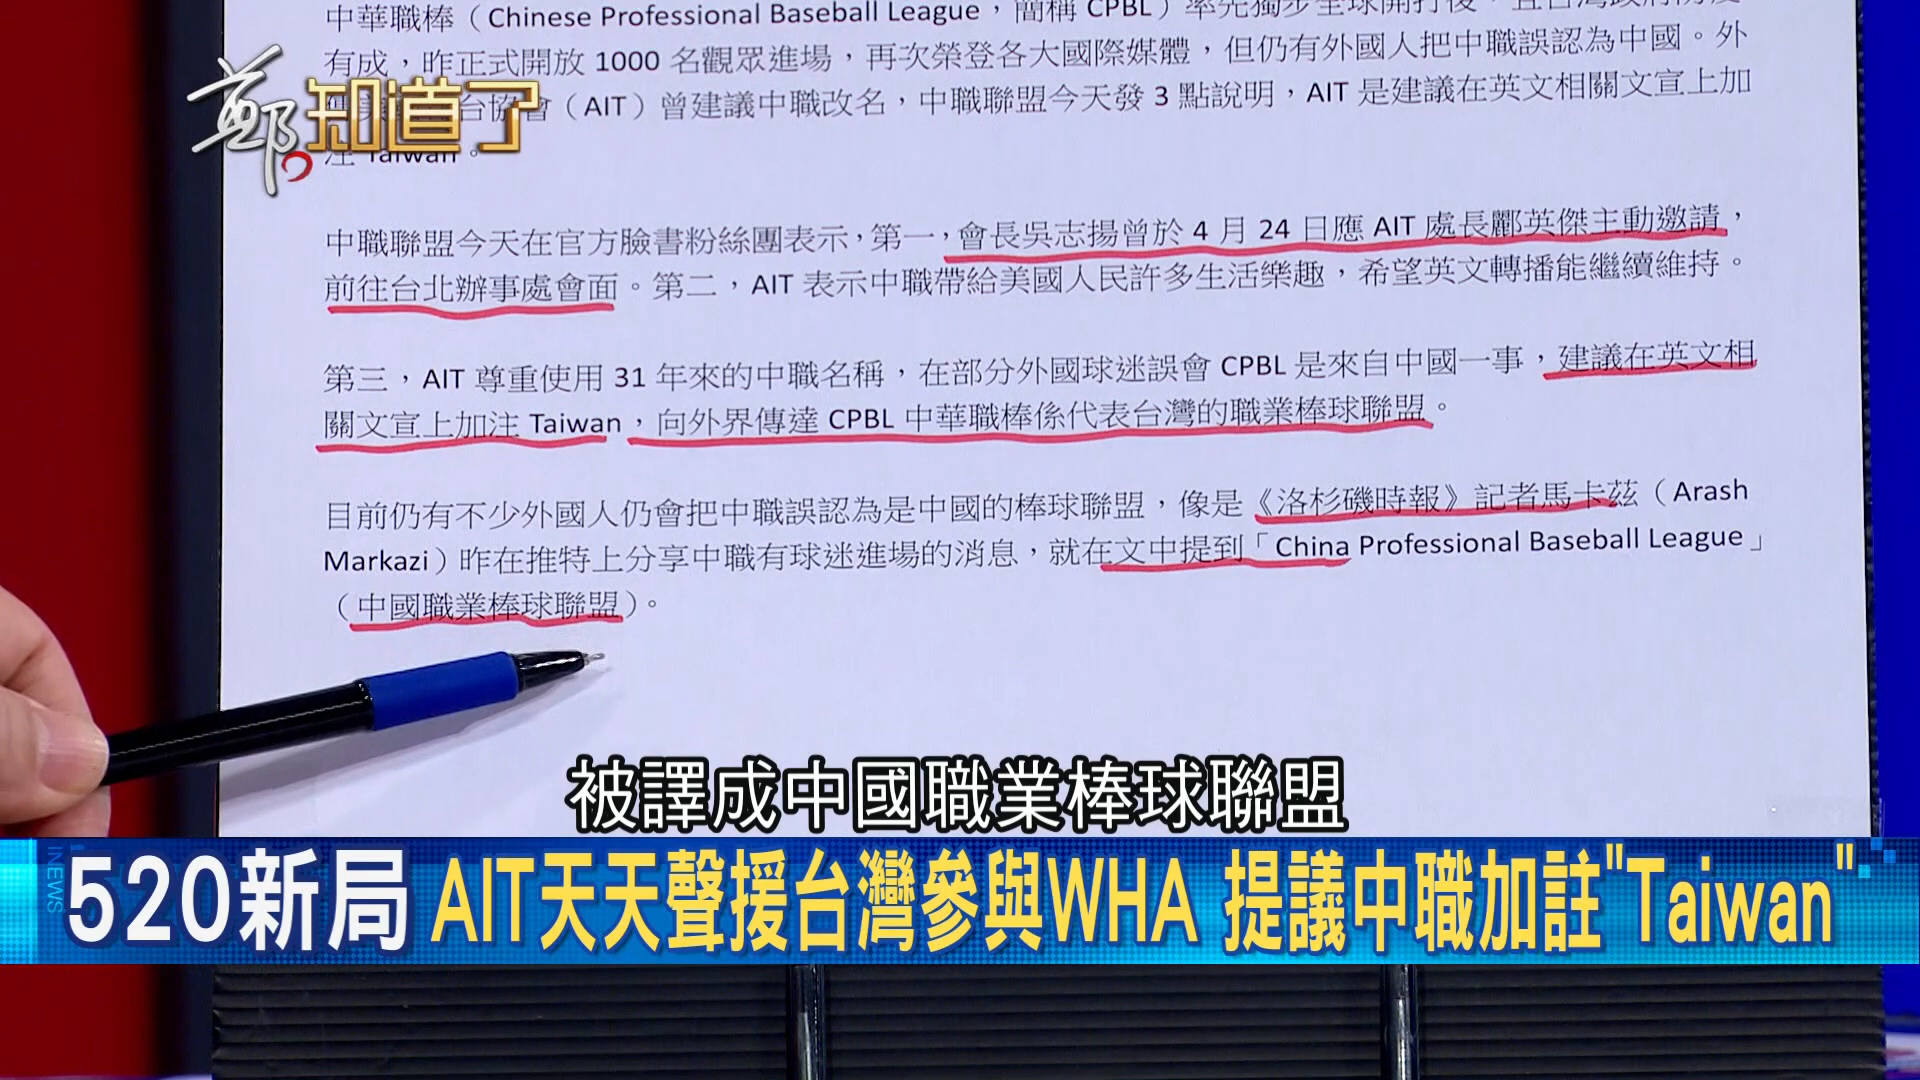 中華職棒（Chinese Professional Baseball League，簡稱 CPBL）率先獨步全球開打後，且台灣政府防疫
有成，昨正式開放 1000 名觀眾進場，再次榮登各大國際媒體，但仍有外國人把中職誤認為中國。外
台協會（AIT）曾建議中職改名，中職聯盟今天發 3 點說明，AIT 是建議在英文相關文宣上加
注 Taiwan。
鄭知道了
中職聯盟今天在官方臉書粉絲團表示，第一，會長吳志揚曾於 4 月 24 日應 AIT 處長酈英傑主動邀請，
前往台北辦事處會面。第二，AIT 表示中職帶給美國人民許多生活樂趣，希望英文轉播能繼續維持。
第三，AIT 尊重使用 31 年來的中職名稱，在部分外國球迷誤會 CPBL 是來自中國一事，建議在英文相
關文宣上加注 Taiwan，向外界傳達 CPBL 中華職棒係代表台灣的職業棒球聯盟。
目前仍有不少外國人仍會把中職誤認為是中國的棒球聯盟，像是《洛杉磯時報》記者馬卡茲（Arash
Markazi）昨在推特上分享中職有球迷進場的消息，就在文中提到「China Professional Baseball League」
（中國職業棒球聯盟）。
被譯成中國職業棒球聯盟
INEWS
520新局 AIT天天聲援台灣參與WHA 提議中職加註"Taiwan"